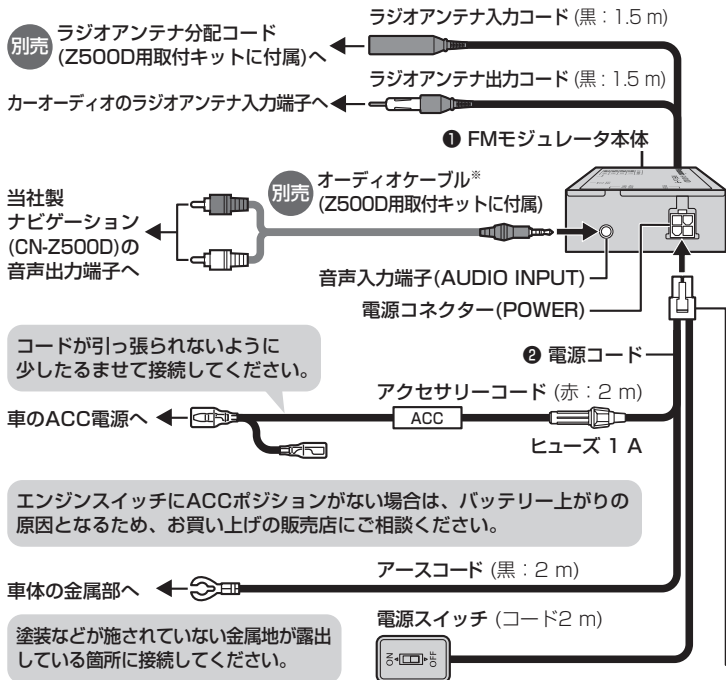 ラジオアンテナ入力コード (黒：1.5 m)
別売 ラジオアンテナ分配コード
(Z500D用取付キットに付属)へ
ラジオアンテナ出力コード (黒：1.5 m)
カーオーディオのラジオアンテナ入力端子へ
❶ FMモジュレータ本体
別売 オーディオケーブル※
(Z500D用取付キットに付属)
当社製
ナビゲーション
(CN-Z500D)の
音声出力端子へ
音声入力端子(AUDIO INPUT)
電源コネクター(POWER)
コードが引っ張られないように
少したるませて接続してください。
❷ 電源コード
アクセサリーコード (赤：2 m)
車のACC電源へ
ACC
ヒューズ 1 A
エンジンスイッチにACCポジションがない場合は、バッテリー上がりの
原因となるため、お買い上げの販売店にご相談ください。
アースコード (黒：2 m)
車体の金属部へ
電源スイッチ (コード2 m)
塗装などが施されていない金属地が露出
している箇所に接続してください。
ON
OFF